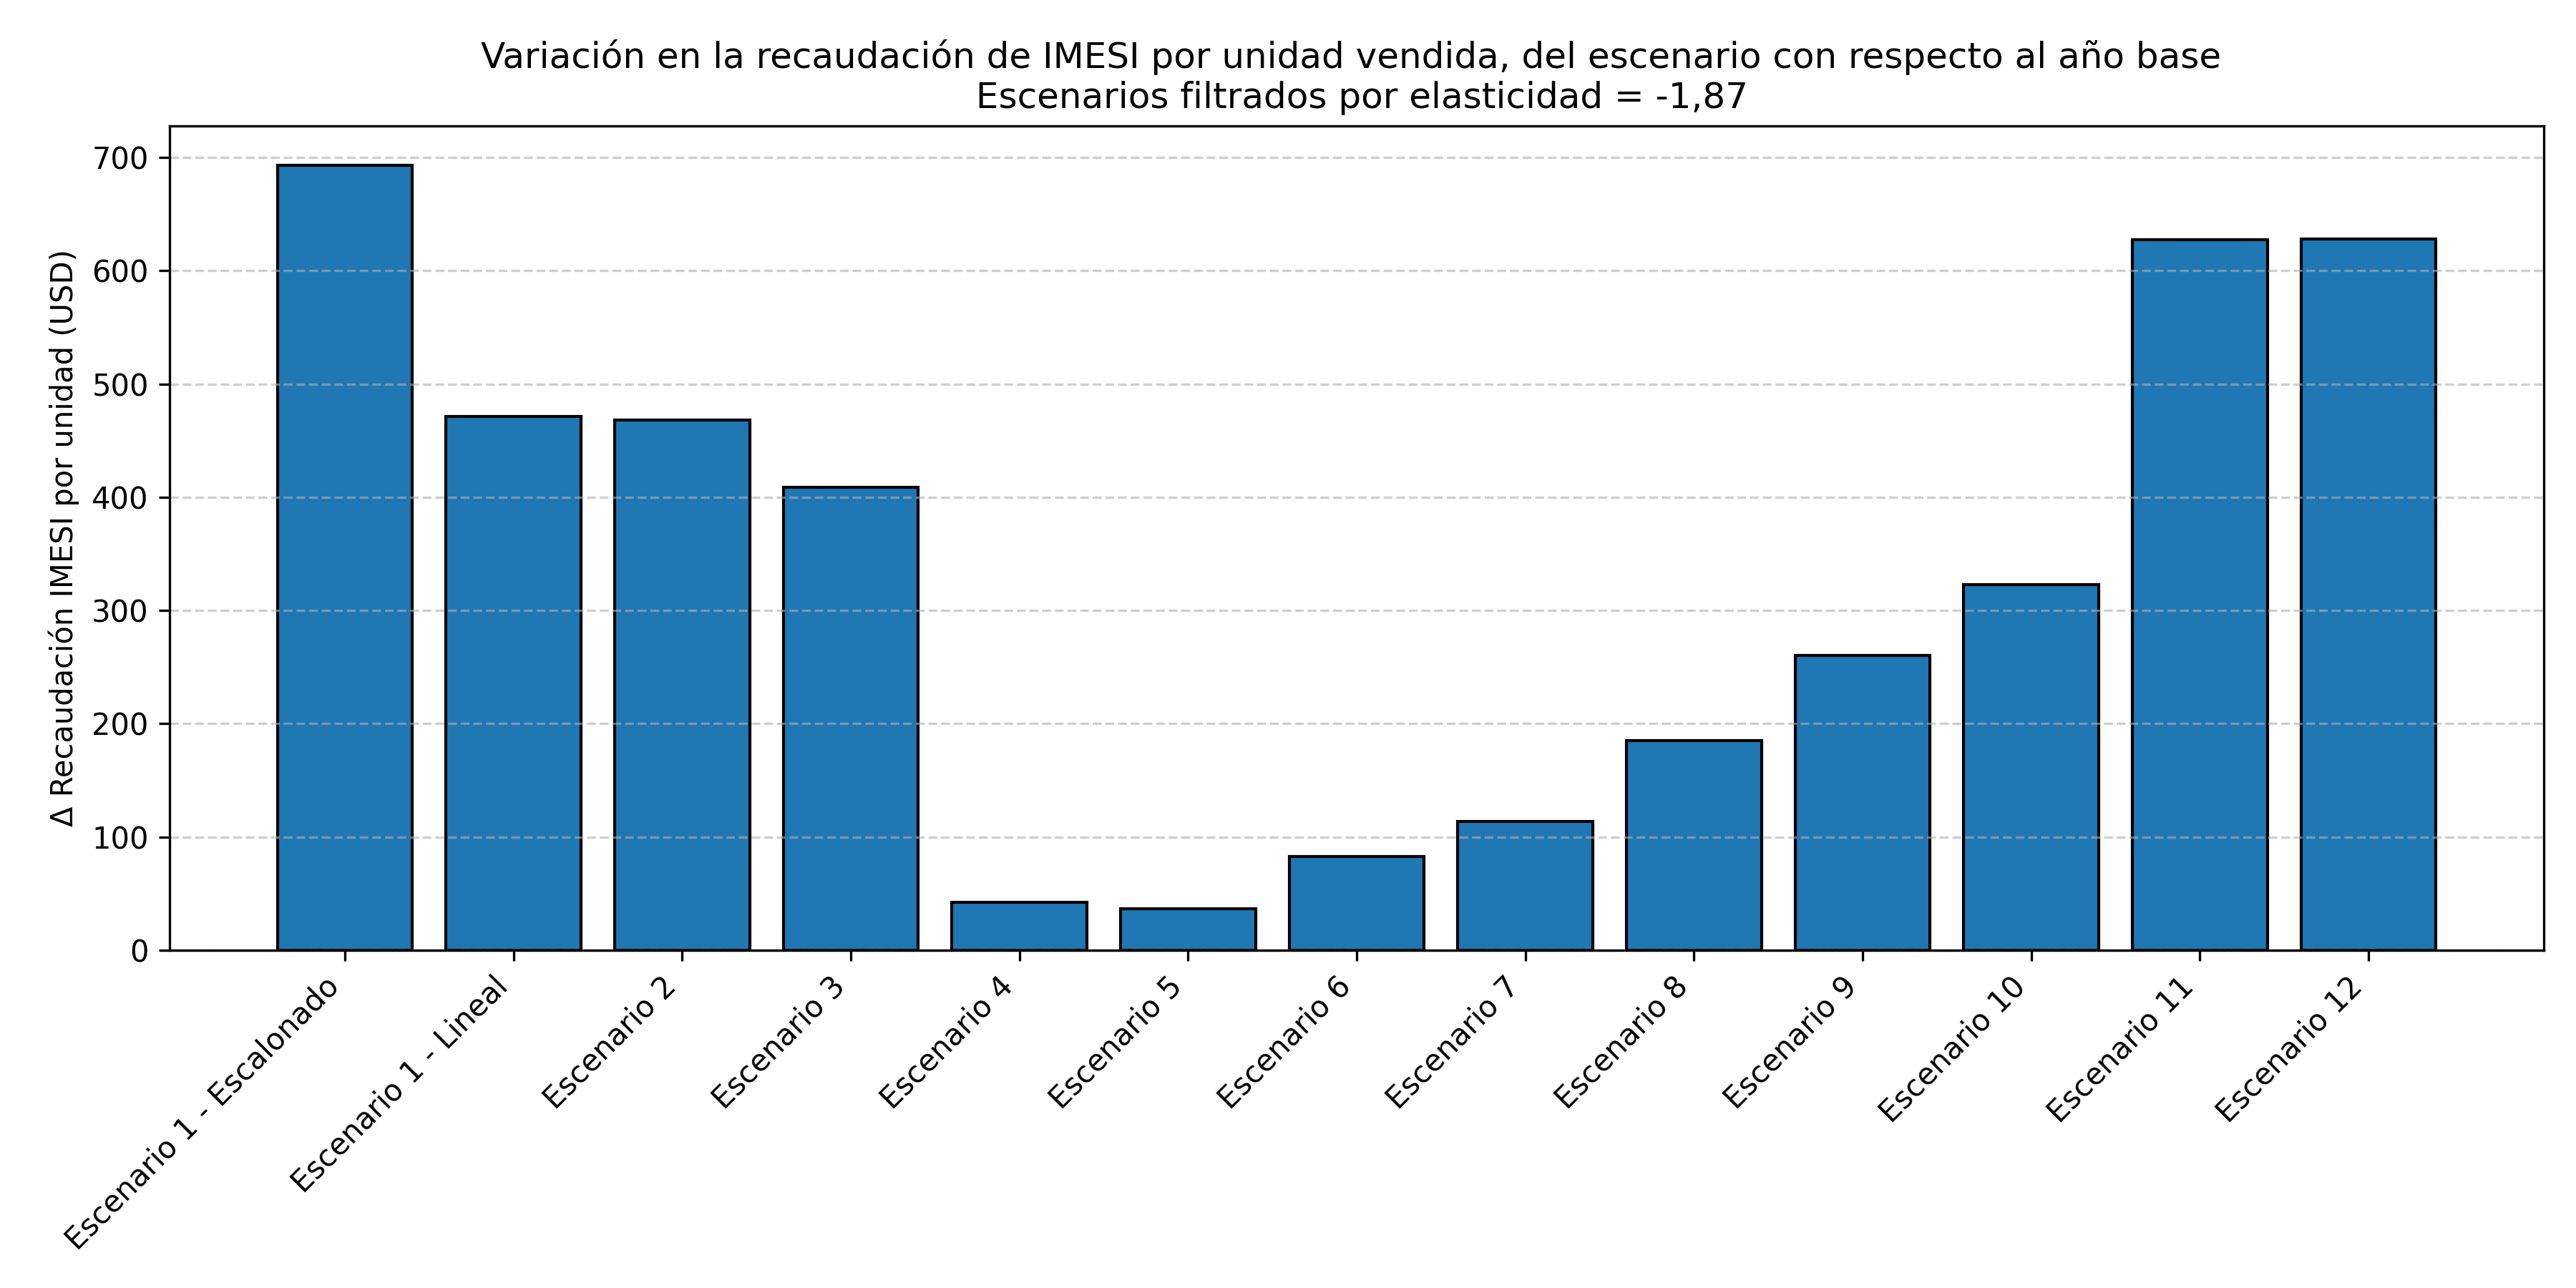 Variación en la recaudación de IMESI por unidad vendida, del escenario con respecto al año base
Escenarios filtrados por elasticidad = -1,87
Δ Recaudación IMESI por unidad (USD)
700
600
500
400
300
200
100
0
Escenario 1 - Escalonado
Escenario 1 - Lineal
Escenario 2
Escenario 3
Escenario 4
Escenario 5
Escenario 6
Escenario 7
Escenario 8
Escenario 9
Escenario 10
Escenario 11
Escenario 12